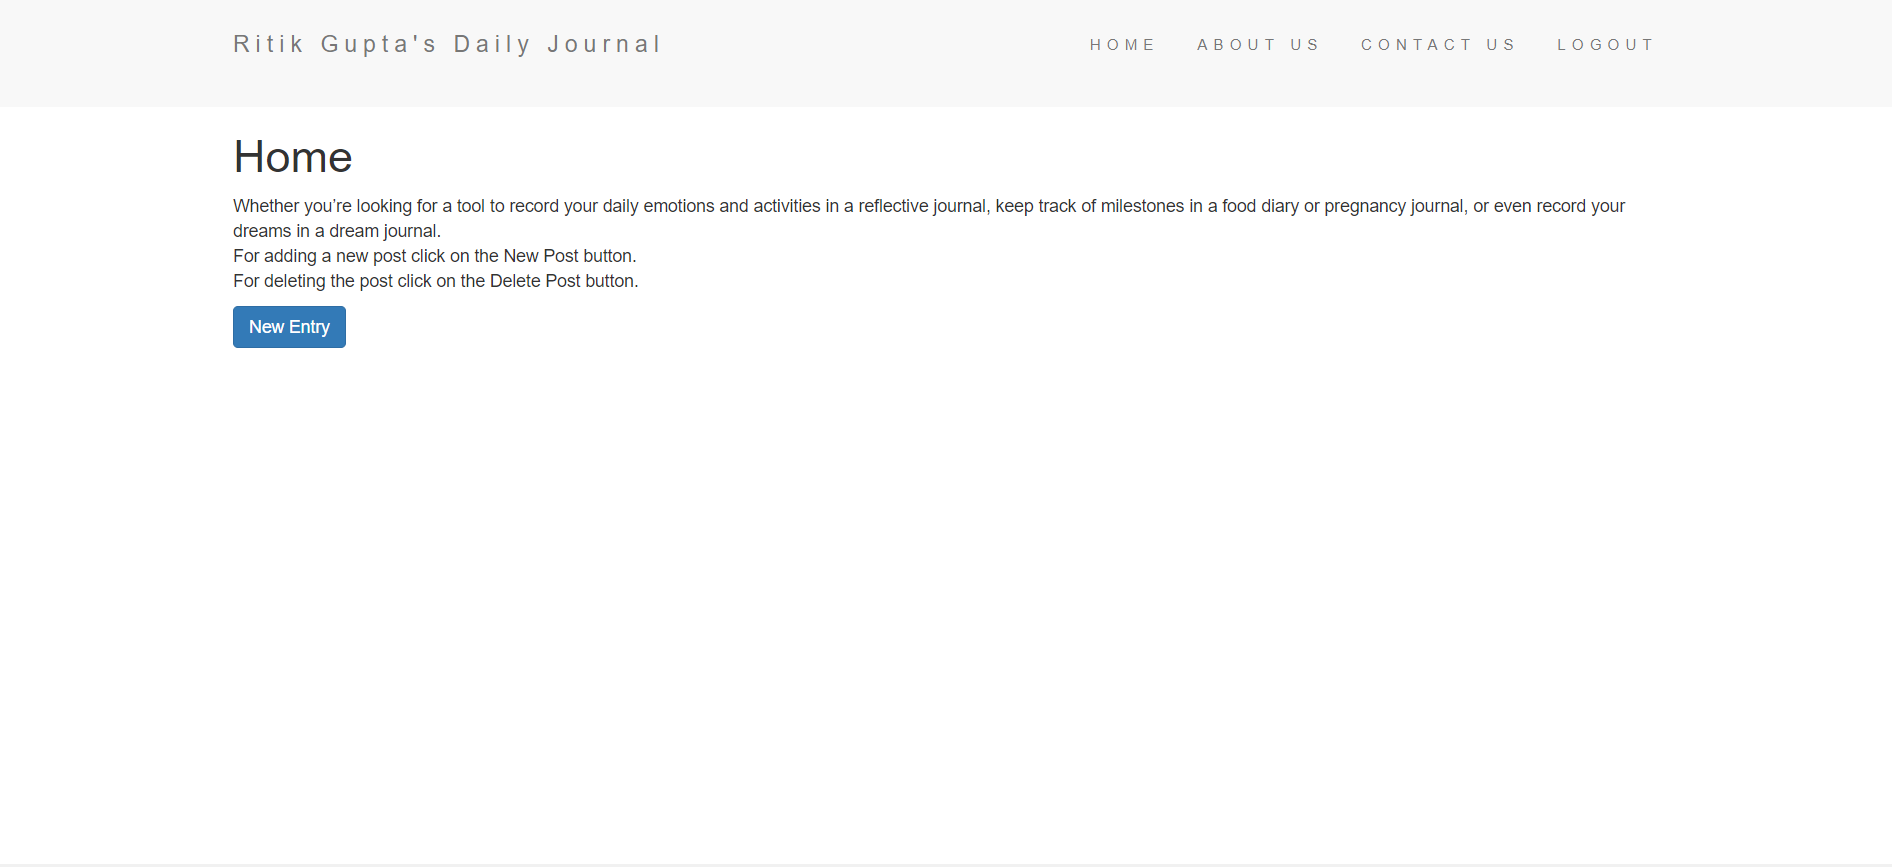 Ritik Gupta's Daily Journal
HOME ABOUT US CONTACT US LOGOUT
Home
Whether you’re looking for a tool to record your daily emotions and activities in a reflective journal, keep track of milestones in a food diary or pregnancy journal, or even record your
dreams in a dream journal.
For adding a new post click on the New Post button.
For deleting the post click on the Delete Post button.
New Entry